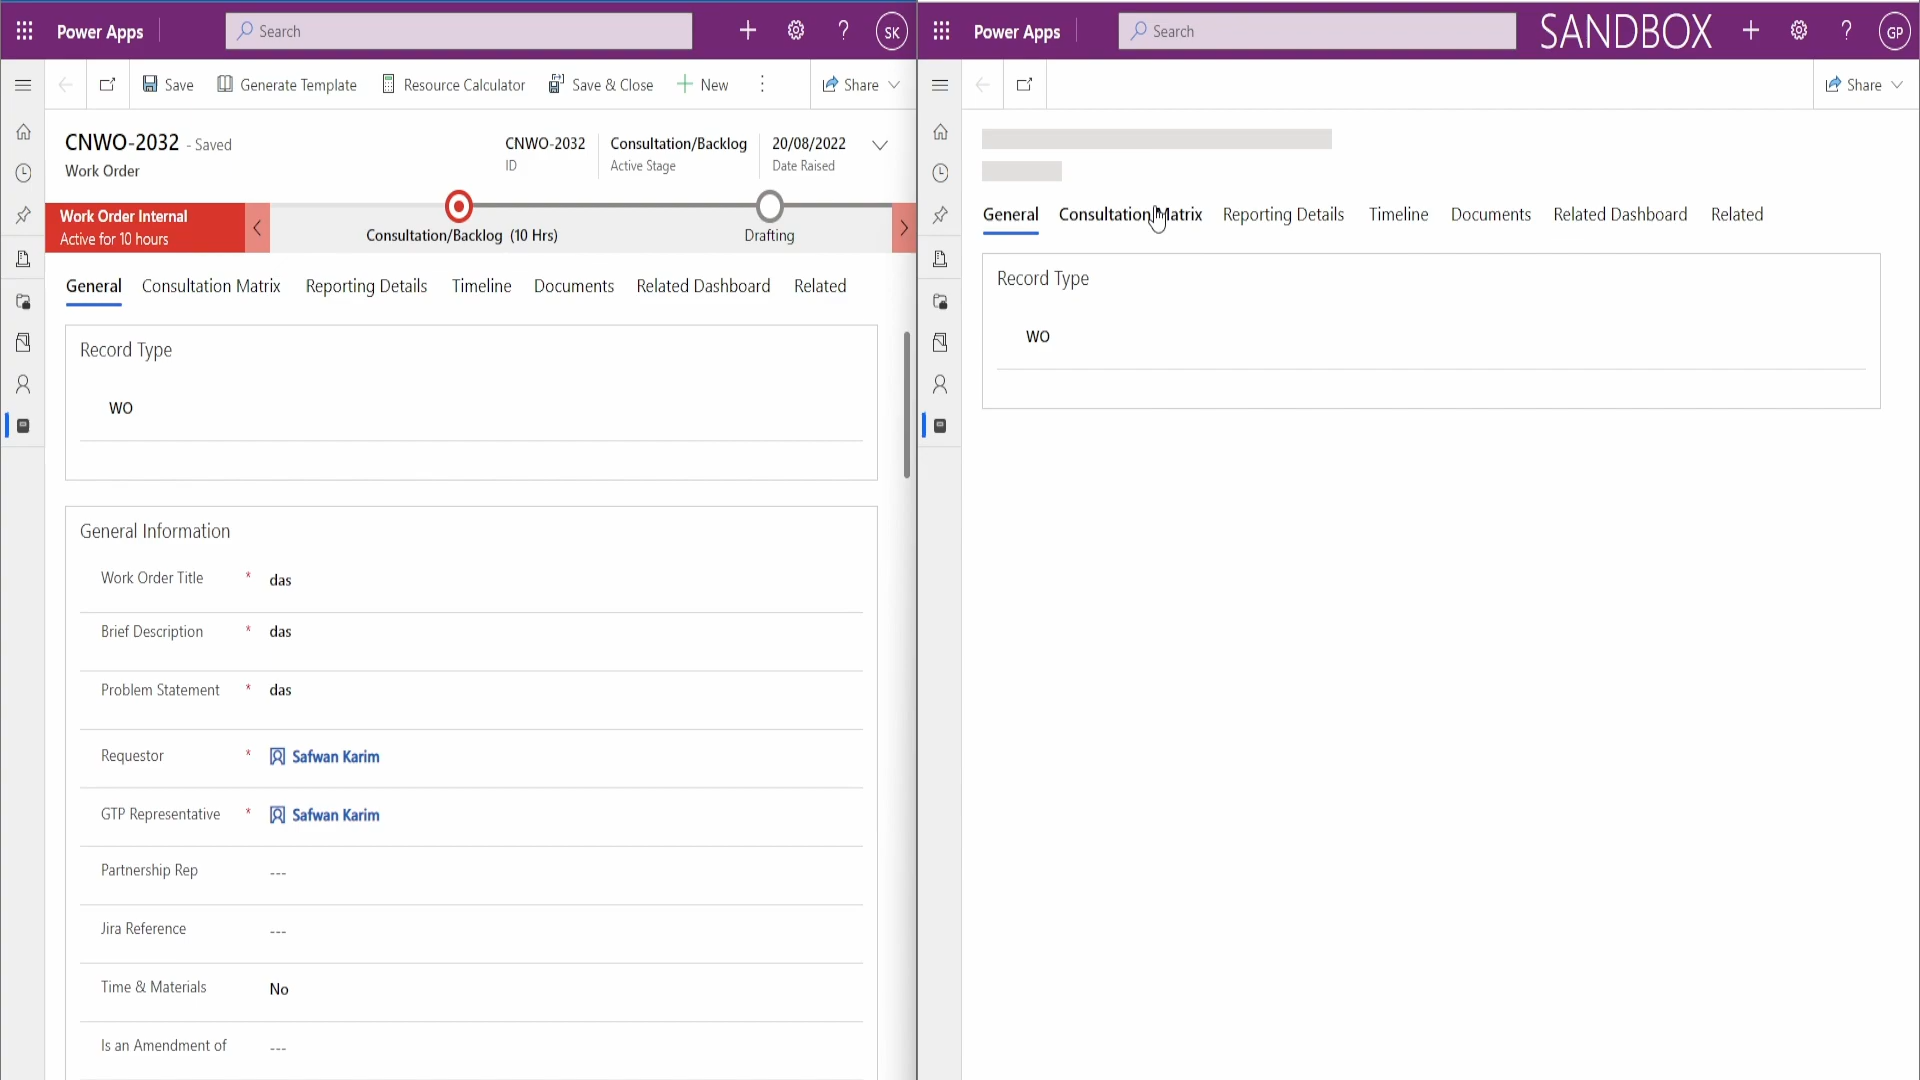 Power Apps
Search
SK
Save
Generate Template
Resource Calculator
Save & Close
New
Share
CNWO-2032 - Saved
Work Order
CNWO-2032
ID
Consultation/Backlog
Active Stage
20/08/2022
Date Raised
Work Order Internal
Active for 10 hours
Consultation/Backlog (10 Hrs)
Drafting
General
Consultation Matrix
Reporting Details
Timeline
Documents
Related Dashboard
Related
Record Type
WO
General Information
Work Order Title * das
Brief Description * das
Problem Statement * das
Requestor * Safwan Karim
GTP Representative * Safwan Karim
Partnership Rep ---
Jira Reference ---
Time & Materials No
Is an Amendment of ---
Power Apps
Search
SANDBOX
GP
Share
General
Consultation Matrix
Reporting Details
Timeline
Documents
Related Dashboard
Related
Record Type
WO